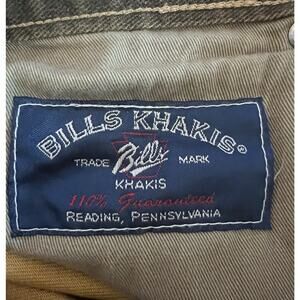 BILLS KHAKIS®
TRADE Bills MARK
KHAKIS
110% Guaranteed
READING, PENNSYLVANIA